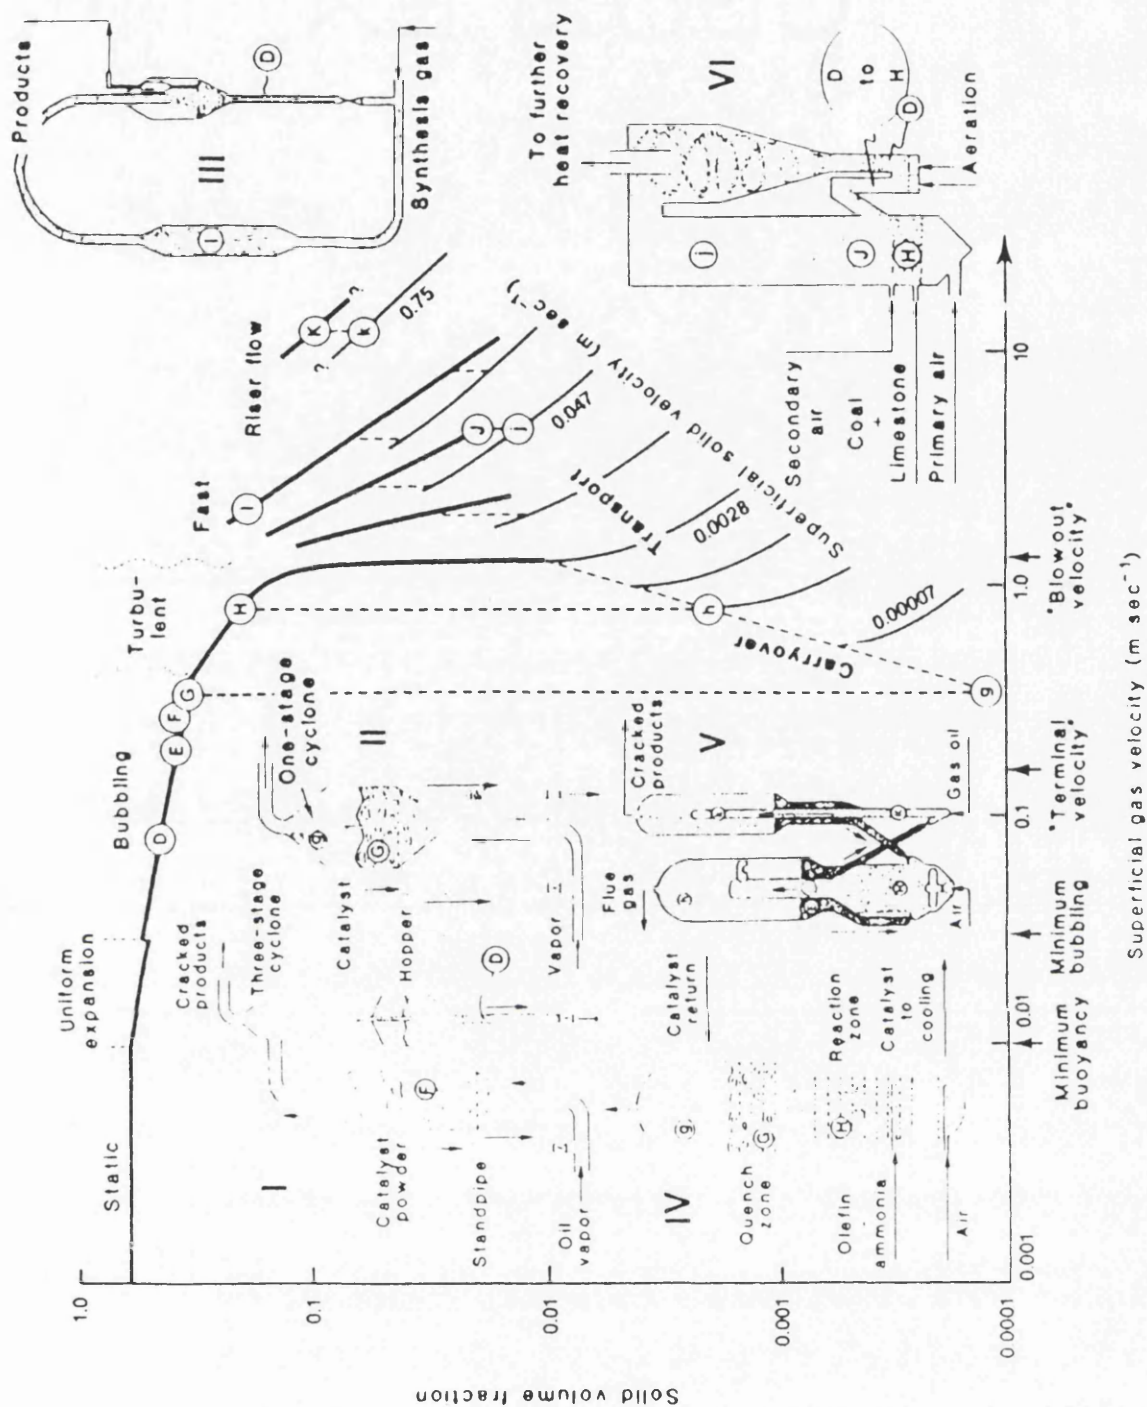 Solid volume fraction
1.0
0.1
0.01
0.001
0.0001
Static
Uniform
expansion
Bubbling
Turbu-
lent
Fast
Riser flow
Products
III
D
I
Synthesis gas
D
E
F
G
H
I
K
k
?
?
0.75
J
j
0.047
Superficial solid velocity (m sec⁻¹)
Transport
0.0028
h
Carryover
0.00007
g
I
Cracked
products
Three-stage
cyclone
Catalyst
powder
F
Standpipe
Oil
vapor
One-stage
cyclone
II
g
G
Catalyst
Hopper
D
Vapor
IV
g
Quench
zone
G
Olefin
H
Reaction
zone
ammonia
Catalyst
to
cooling
Air
Catalyst
return
V
Cracked
products
Flue
gas
Gas oil
Air
VI
To further
heat recovery
D
to
H
D
j
J
H
Aeration
Secondary
air
Coal
+
Limestone
Primary air
0.001
0.01
0.1
1.0
10
Minimum
buoyancy
Minimum
bubbling
"Terminal
velocity"
"Blowout
velocity"
Superficial gas velocity (m sec⁻¹)